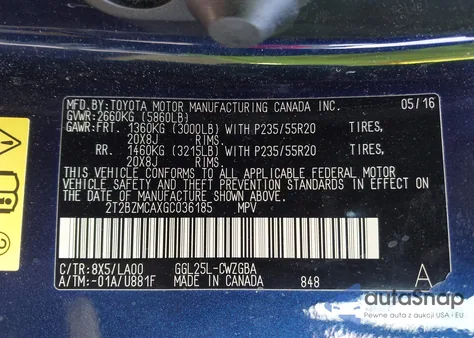 MFD.BY:TOYOTA MOTOR MANUFACTURING CANADA INC. 05/16
GVWR:2660KG (5860LB)
GAWR:FRT. 1360KG (3000LB) WITH P235/55R20 TIRES,
20X8J RIMS.
RR. 1460KG (3215LB) WITH P235/55R20 TIRES,
20X8J RIMS.
THIS VEHICLE CONFORMS TO ALL APPLICABLE FEDERAL MOTOR
VEHICLE SAFETY AND THEFT PREVENTION STANDARDS IN EFFECT ON
THE DATE OF MANUFACTURE SHOWN ABOVE.
2T2BZMCAXGC036185 MPV
C/TR:8X5/LA00 GGL25L-CWZGBA A
A/TM:-01A/U881F MADE IN CANADA 848
autoSnap
Pewne auta z USA i EU